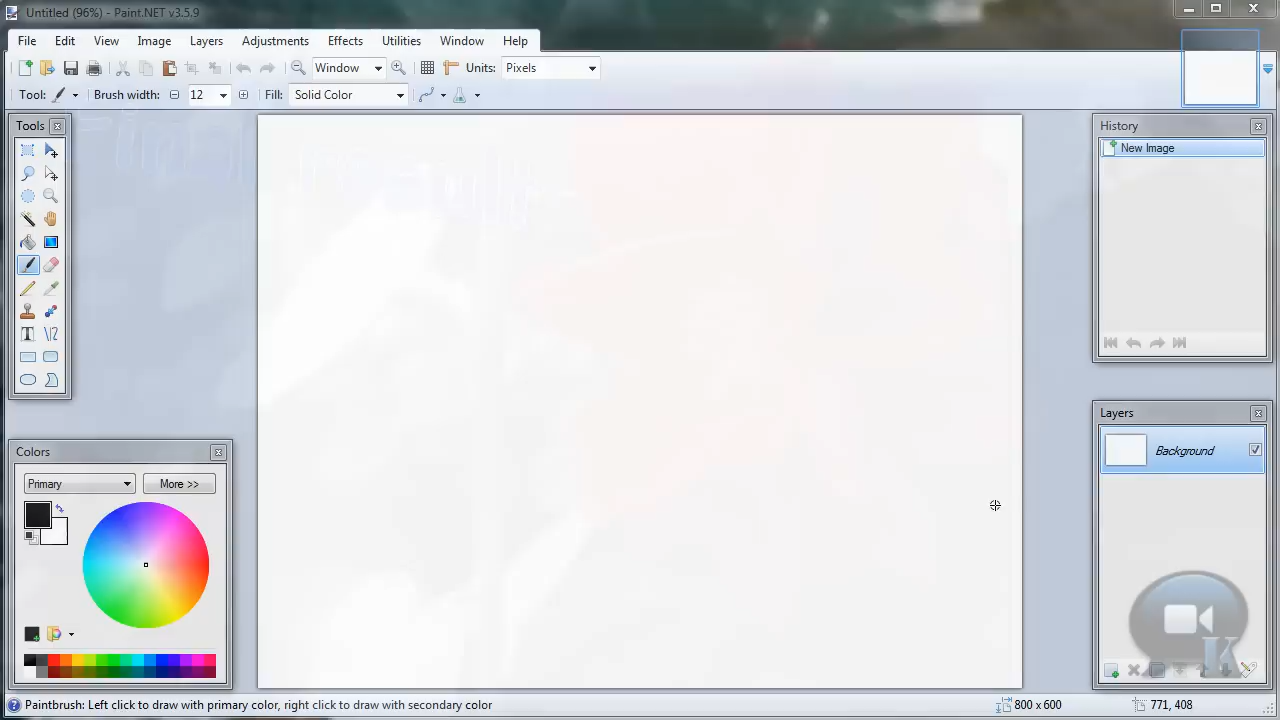 Untitled (96%) - Paint.NET v3.5.9
File Edit View Image Layers Adjustments Effects Utilities Window Help
Window Units: Pixels
Tool: Brush width: 12 Fill: Solid Color
Tools
History
New Image
Layers
Background
Colors
Primary More >>
K
Paintbrush: Left click to draw with primary color, right click to draw with secondary color 800 x 600 771, 408